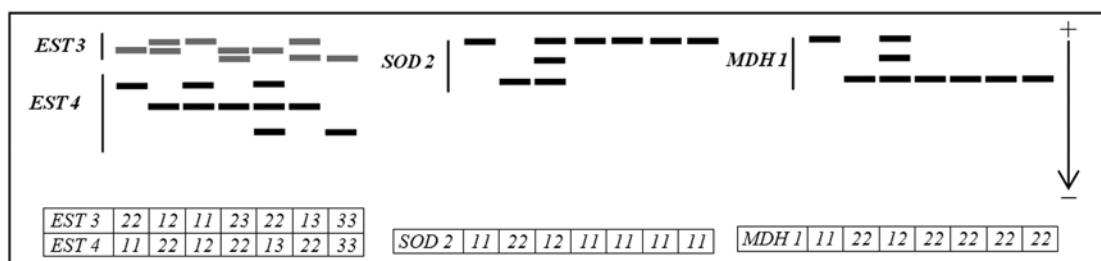 EST 3
EST 4
SOD 2
MDH 1
+
−
EST 3 22 12 11 23 22 13 33
EST 4 11 22 12 22 13 22 33
SOD 2 11 22 12 11 11 11 11
MDH 1 11 22 12 22 22 22 22